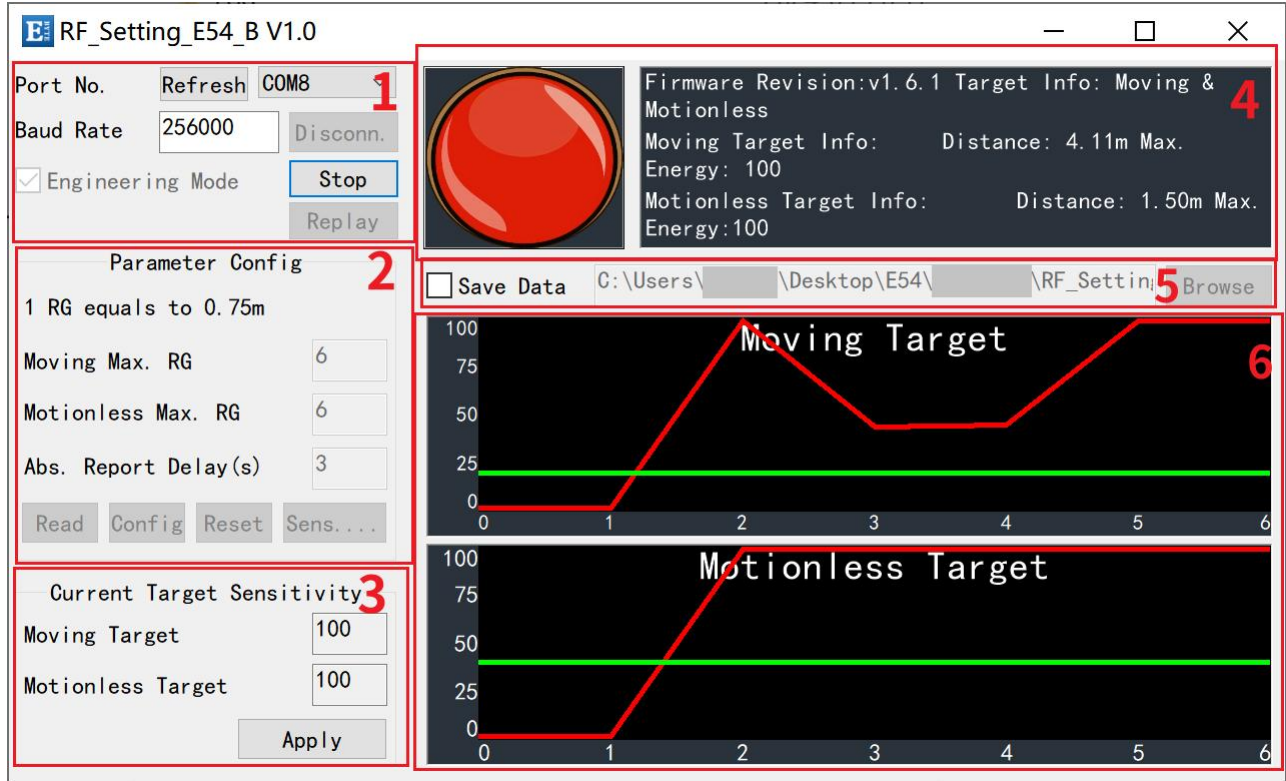 E RF_Setting_E54_B V1.0
Port No. Refresh COM8 1
Baud Rate 256000 Disconn.
Engineering Mode Stop
Replay
Parameter Config 2
1 RG equals to 0.75m
Moving Max. RG 6
Motionless Max. RG 6
Abs. Report Delay(s) 3
Read Config Reset Sens....
Current Target Sensitivity 3
Moving Target 100
Motionless Target 100
Apply
Firmware Revision:v1.6.1 Target Info: Moving & 4
Motionless
Moving Target Info: Distance: 4.11m Max.
Energy: 100
Motionless Target Info: Distance: 1.50m Max.
Energy:100
Save Data C:\Users\ \Desktop\E54\ \RF_Settin 5 Browse
Moving Target 6
100
75
50
25
0
0 1 2 3 4 5 6
Motionless Target
100
75
50
25
0
0 1 2 3 4 5 6